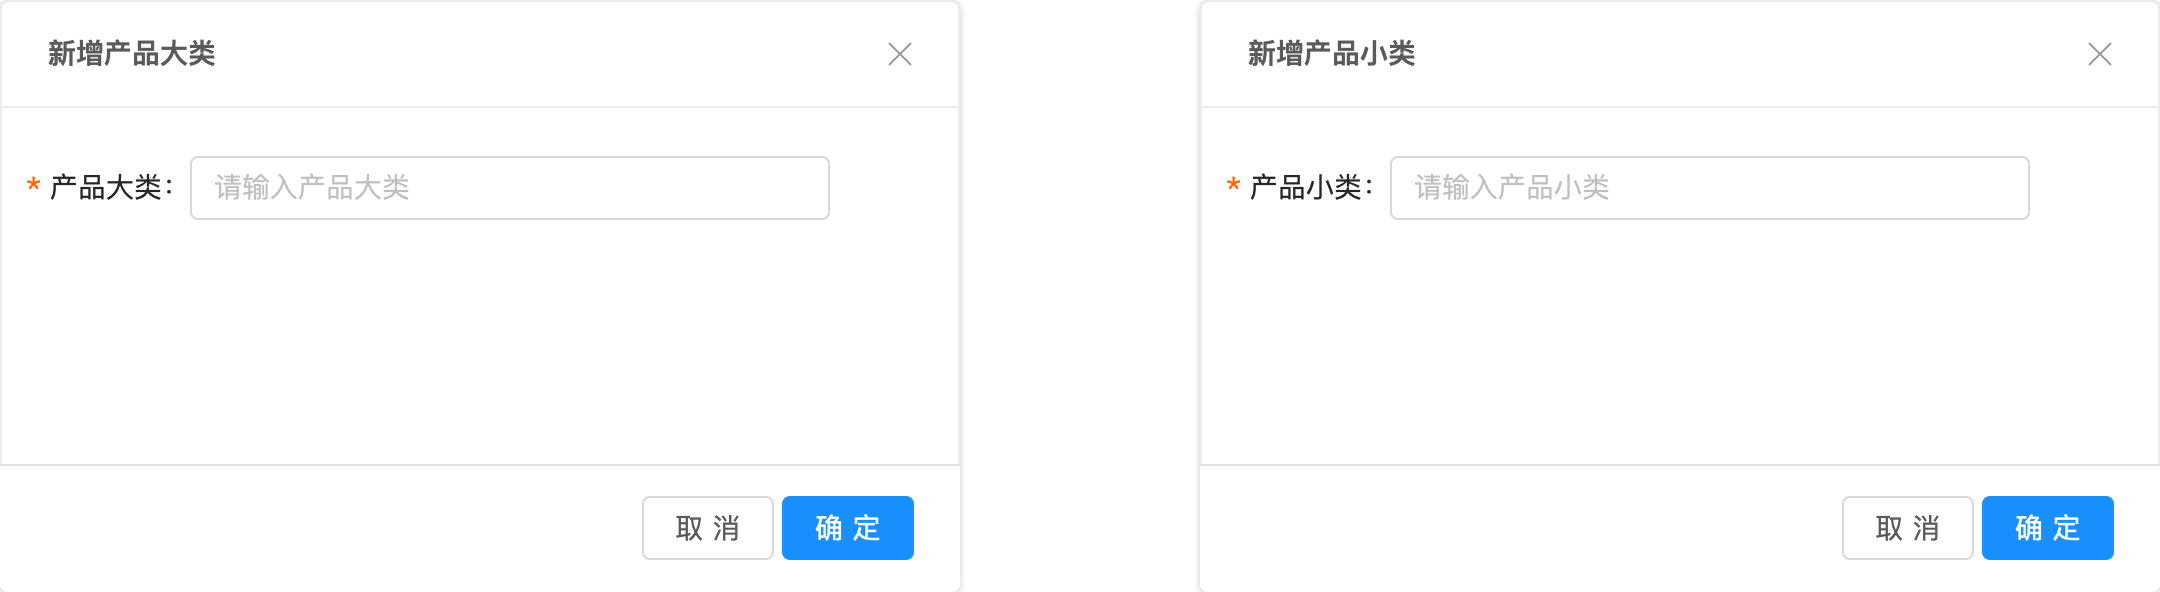 新增产品大类
* 产品大类：
请输入产品大类
取 消
确 定
新增产品小类
* 产品小类：
请输入产品小类
取 消
确 定